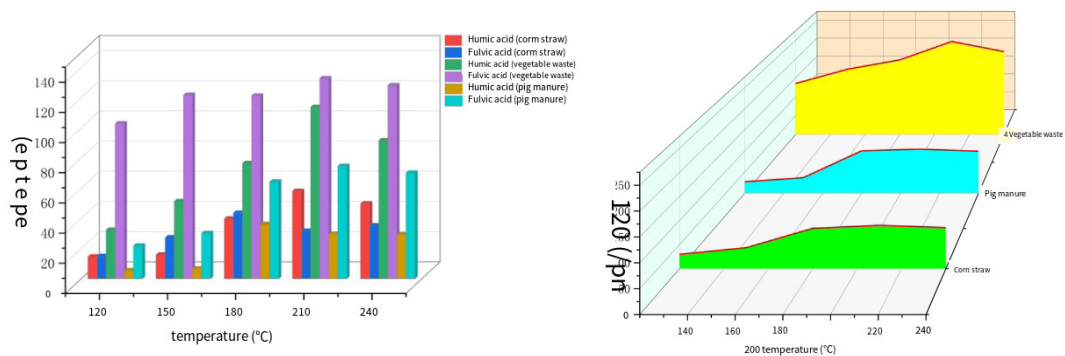 Humic acid (corm straw)
Fulvic acid (corm straw)
Humic acid (vegetable waste)
Fulvic acid (vegetable waste)
Humic acid (pig manure)
Fulvic acid (pig manure)
140
120
100
80
60
40
20
0
(e p t e pe
120 150 180 210 240
temperature (℃)
4 Vegetable waste
Pig manure
Corn straw
250
120 (/pn
0
140 160 180 220 240
200 temperature (℃)